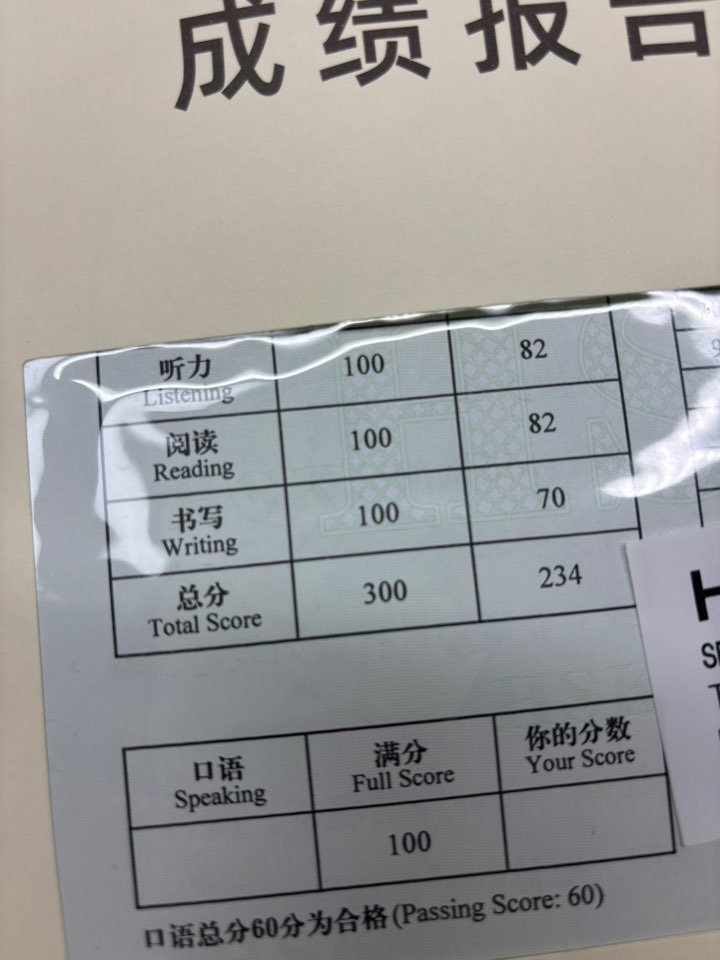 成绩报告
听力 100 82
Listening
阅读 100 82
Reading
书写 100 70
Writing
总分 300 234
Total Score
口语 满分 你的分数
Speaking Full Score Your Score
100
口语总分60分为合格(Passing Score: 60)
H